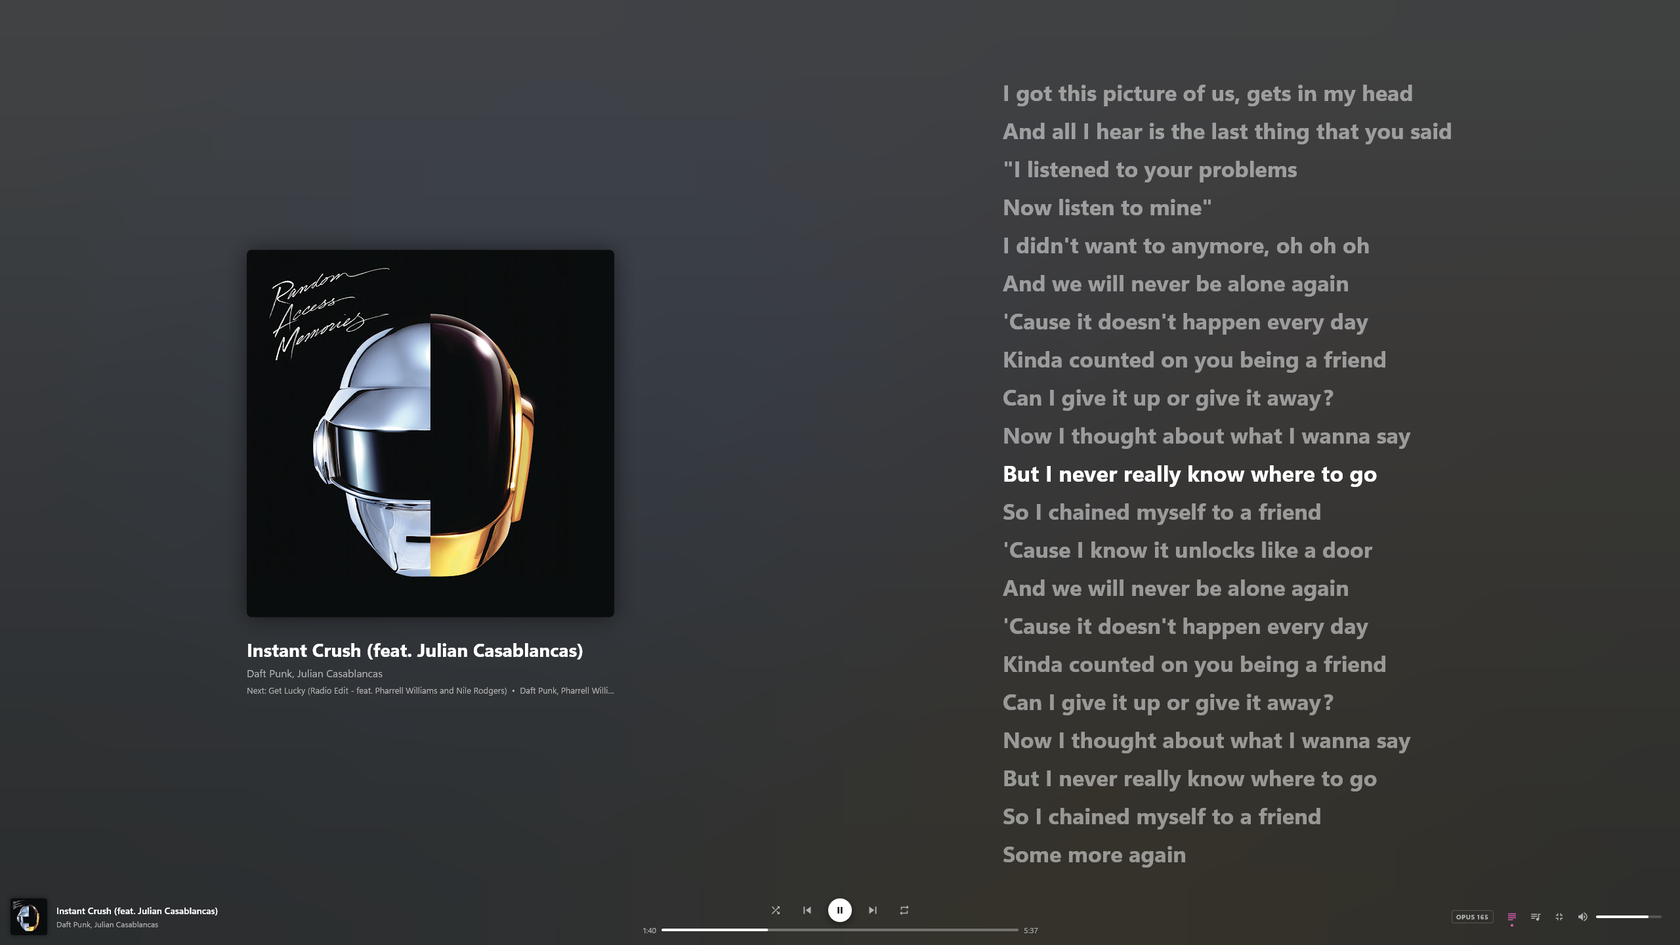 Random
Access
Memories
Instant Crush (feat. Julian Casablancas)
Daft Punk, Julian Casablancas
Next: Get Lucky (Radio Edit - feat. Pharrell Williams and Nile Rodgers) • Daft Punk, Pharrell Willi...
I got this picture of us, gets in my head
And all I hear is the last thing that you said
"I listened to your problems
Now listen to mine"
I didn't want to anymore, oh oh oh
And we will never be alone again
'Cause it doesn't happen every day
Kinda counted on you being a friend
Can I give it up or give it away?
Now I thought about what I wanna say
But I never really know where to go
So I chained myself to a friend
'Cause I know it unlocks like a door
And we will never be alone again
'Cause it doesn't happen every day
Kinda counted on you being a friend
Can I give it up or give it away?
Now I thought about what I wanna say
But I never really know where to go
So I chained myself to a friend
Some more again
Instant Crush (feat. Julian Casablancas)
Daft Punk, Julian Casablancas
1:40
5:37
OPUS 165